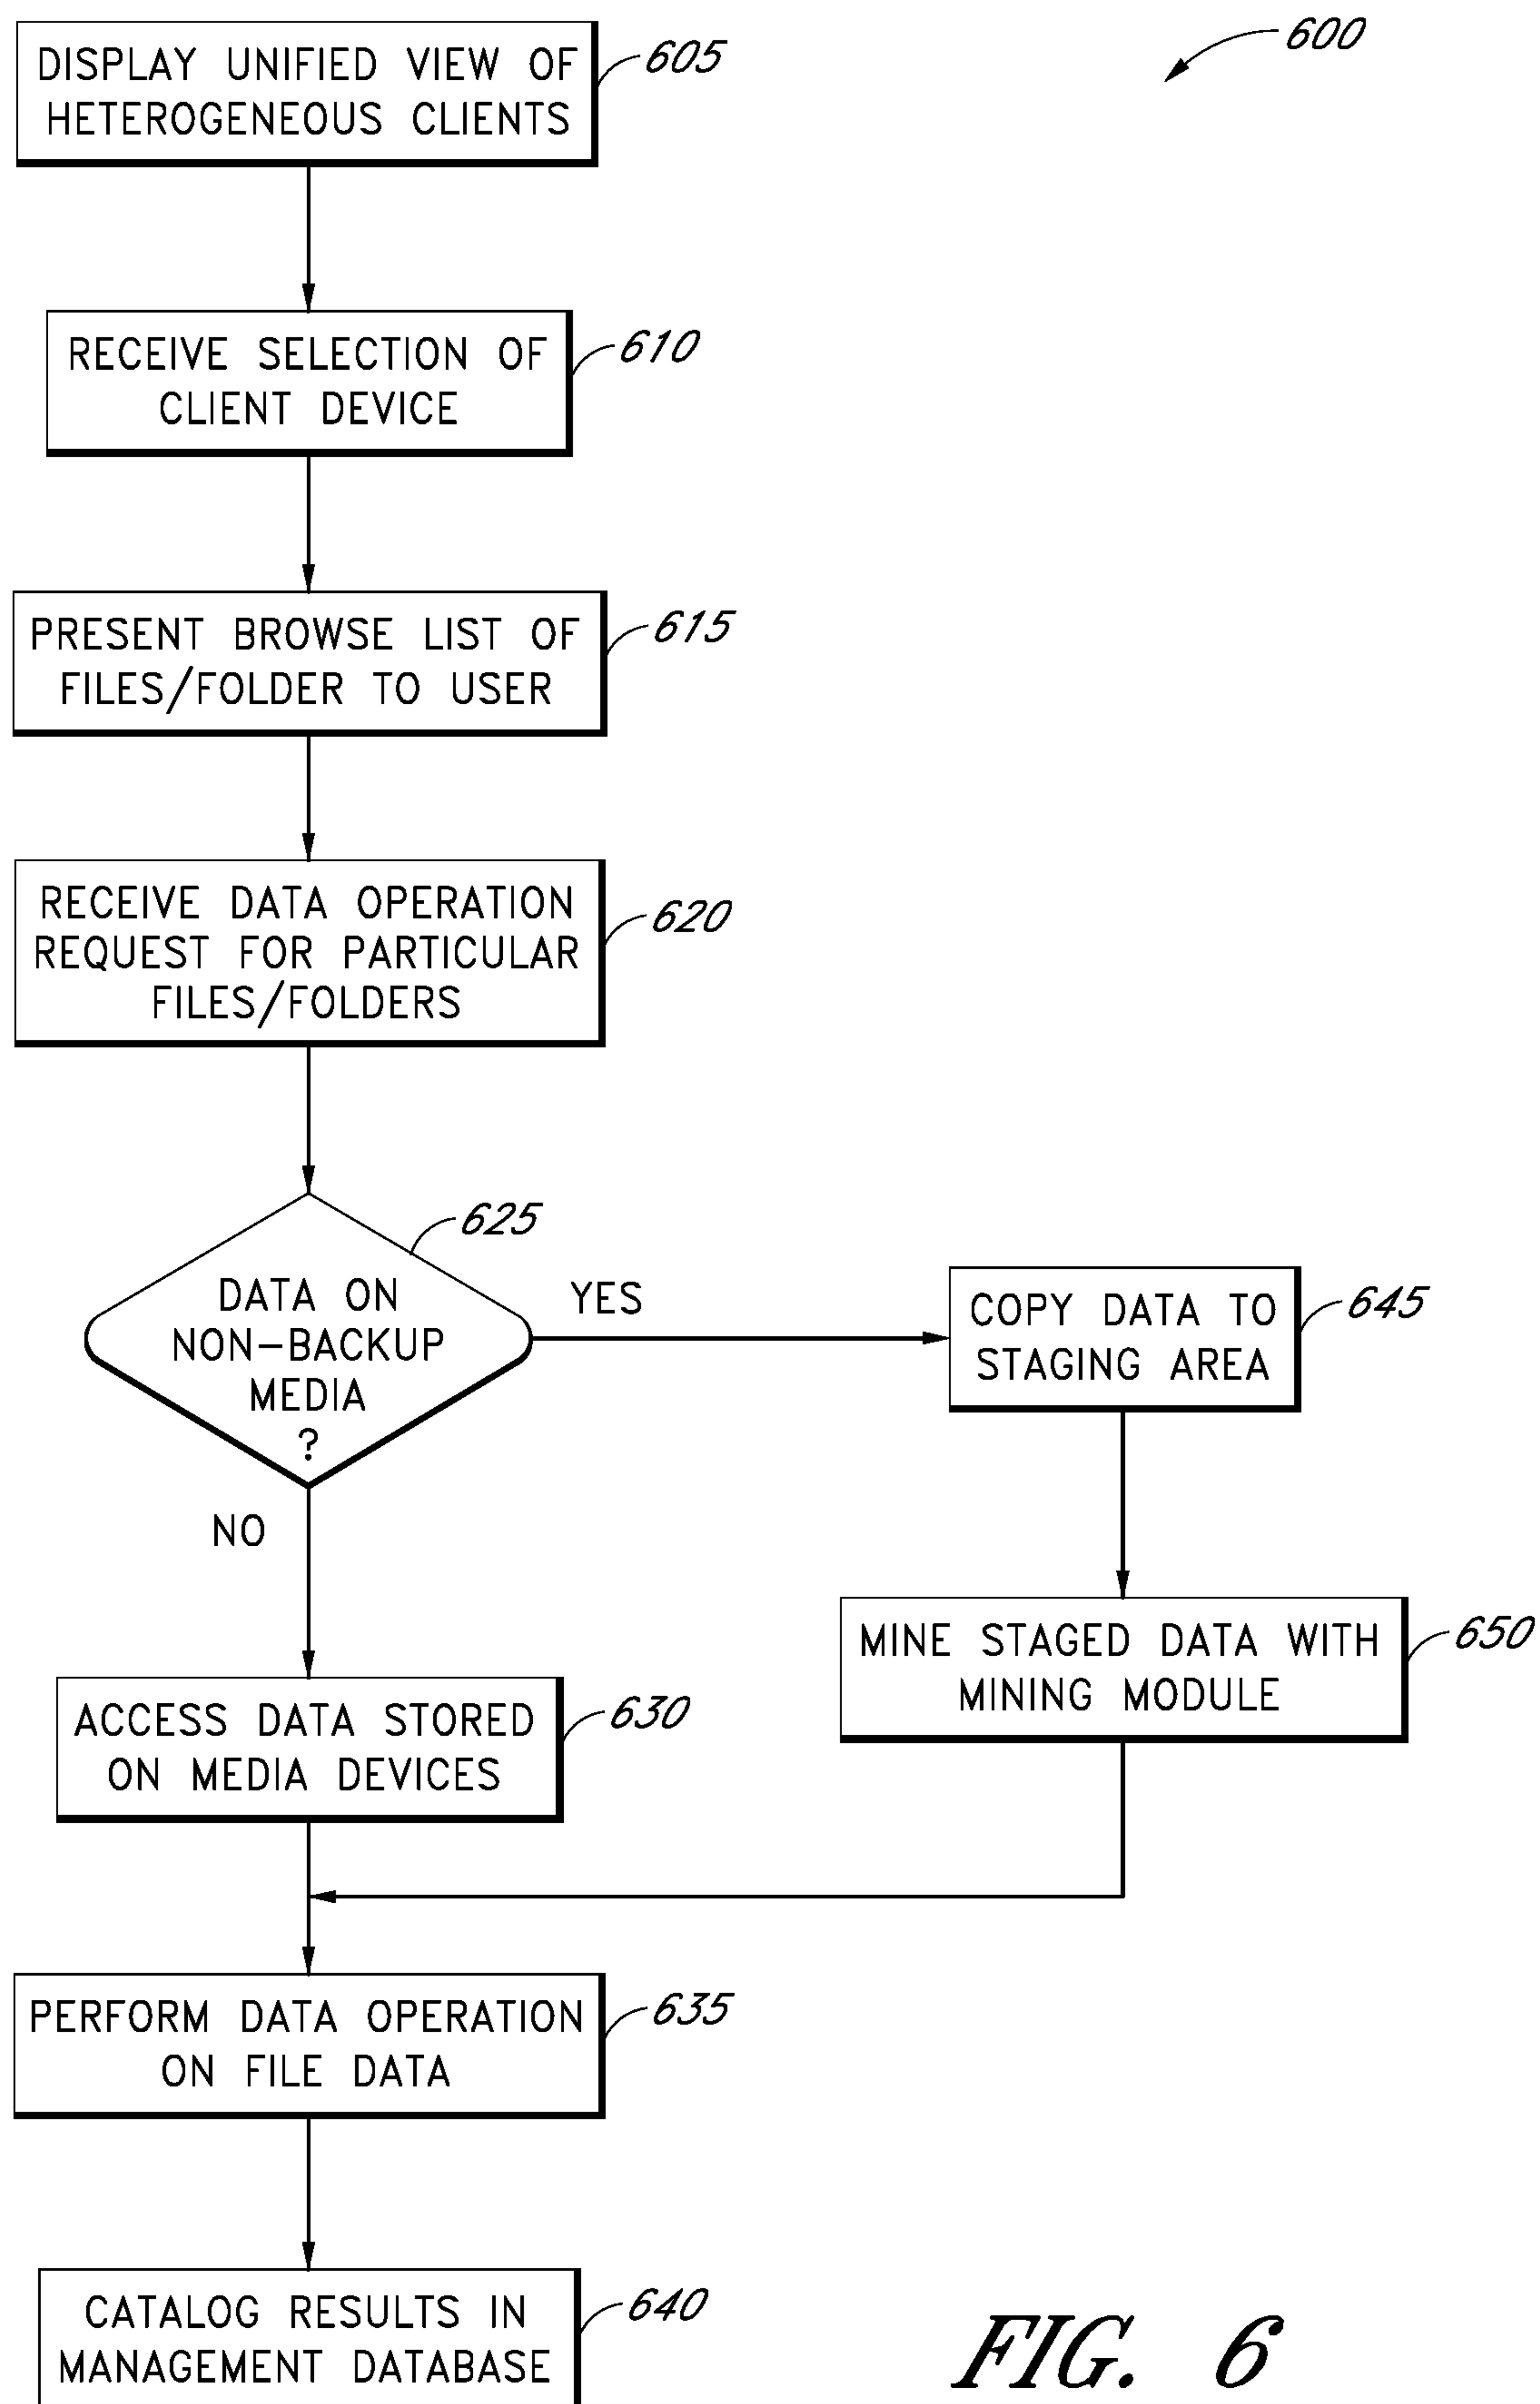 600
DISPLAY UNIFIED VIEW OF
HETEROGENEOUS CLIENTS
605
RECEIVE SELECTION OF
CLIENT DEVICE
610
PRESENT BROWSE LIST OF
FILES/FOLDER TO USER
615
RECEIVE DATA OPERATION
REQUEST FOR PARTICULAR
FILES/FOLDERS
620
625
DATA ON
NON-BACKUP
MEDIA
?
YES
NO
COPY DATA TO
STAGING AREA
645
MINE STAGED DATA WITH
MINING MODULE
650
ACCESS DATA STORED
ON MEDIA DEVICES
630
PERFORM DATA OPERATION
ON FILE DATA
635
CATALOG RESULTS IN
MANAGEMENT DATABASE
640
FIG. 6